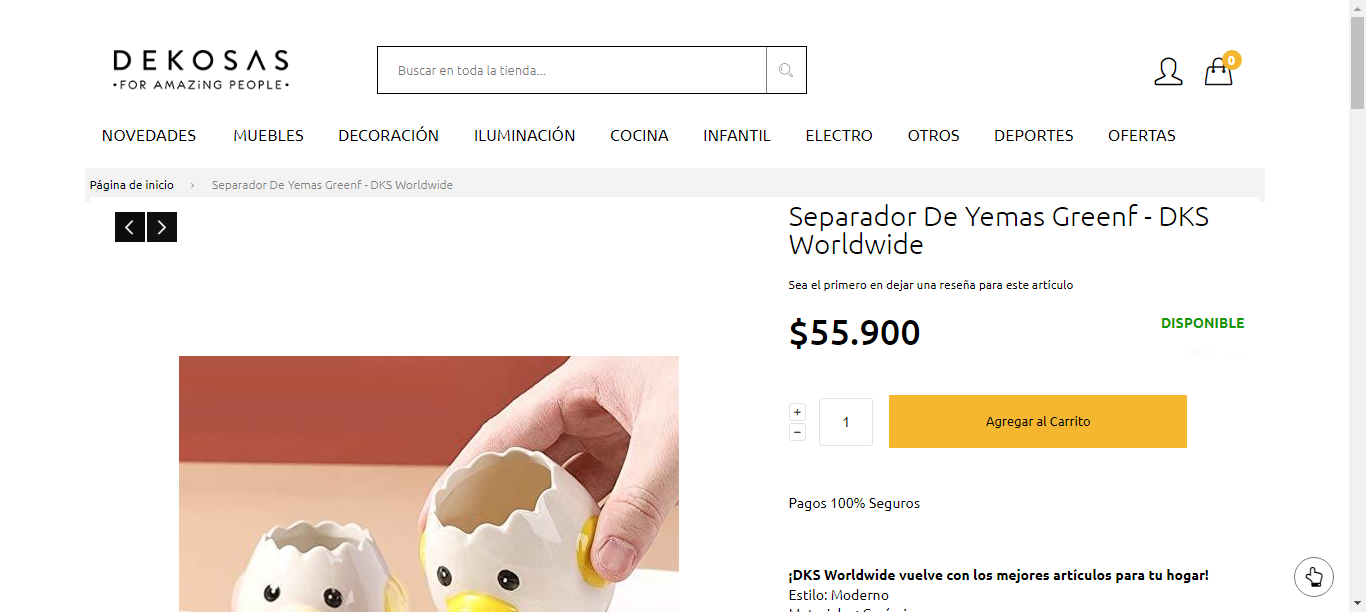 DEKOSAS
•FOR AMAZiNG PEOPLE•
Buscar en toda la tienda...
0
NOVEDADES MUEBLES DECORACIÓN ILUMINACIÓN COCINA INFANTIL ELECTRO OTROS DEPORTES OFERTAS
Página de inicio › Separador De Yemas Greenf - DKS Worldwide
Separador De Yemas Greenf - DKS
Worldwide
Sea el primero en dejar una reseña para este artículo
$55.900
DISPONIBLE
+
1
−
Agregar al Carrito
Pagos 100% Seguros
¡DKS Worldwide vuelve con los mejores artículos para tu hogar!
Estilo: Moderno